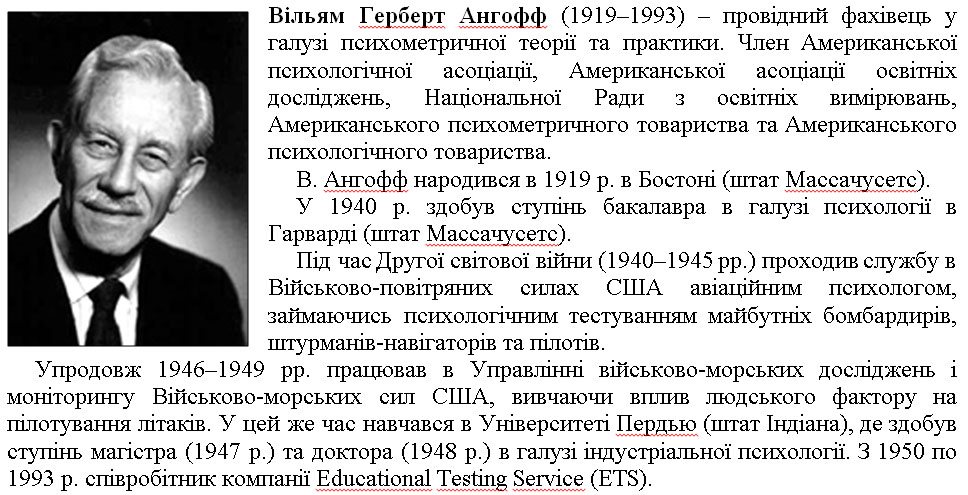 Вільям Герберт Ангофф (1919–1993) – провідний фахівець у
галузі психометричної теорії та практики. Член Американської
психологічної асоціації, Американської асоціації освітніх
досліджень, Національної Ради з освітніх вимірювань,
Американського психометричного товариства та Американського
психологічного товариства.
В. Ангофф народився в 1919 р. в Бостоні (штат Массачусетс).
У 1940 р. здобув ступінь бакалавра в галузі психології в
Гарварді (штат Массачусетс).
Під час Другої світової війни (1940–1945 рр.) проходив службу в
Військово-повітряних силах США авіаційним психологом,
займаючись психологічним тестуванням майбутніх бомбардирів,
штурманів-навігаторів та пілотів.
Упродовж 1946–1949 рр. працював в Управлінні військово-морських досліджень і
моніторингу Військово-морських сил США, вивчаючи вплив людського фактору на
пілотування літаків. У цей же час навчався в Університеті Пердью (штат Індіана), де здобув
ступінь магістра (1947 р.) та доктора (1948 р.) в галузі індустріальної психології. З 1950 по
1993 р. співробітник компанії Educational Testing Service (ETS).